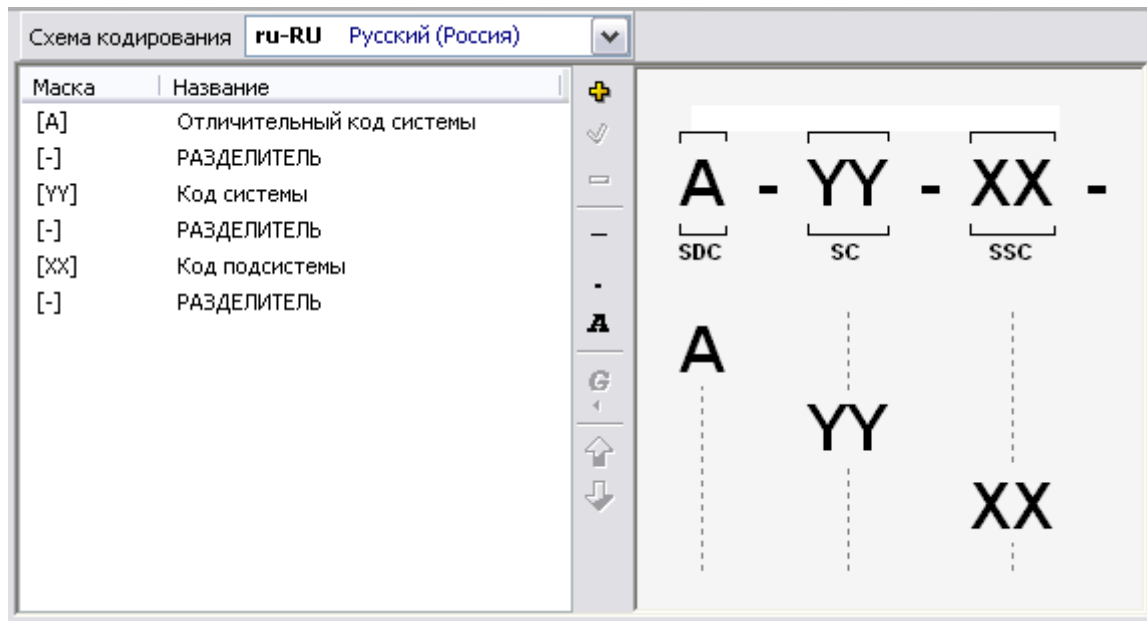 Схема кодирования ru-RU Русский (Россия)
Маска Название
[A] Отличительный код системы
[-] РАЗДЕЛИТЕЛЬ
[YY] Код системы
[-] РАЗДЕЛИТЕЛЬ
[XX] Код подсистемы
[-] РАЗДЕЛИТЕЛЬ
A
G
A - YY - XX -
SDC SC SSC
A
YY
XX